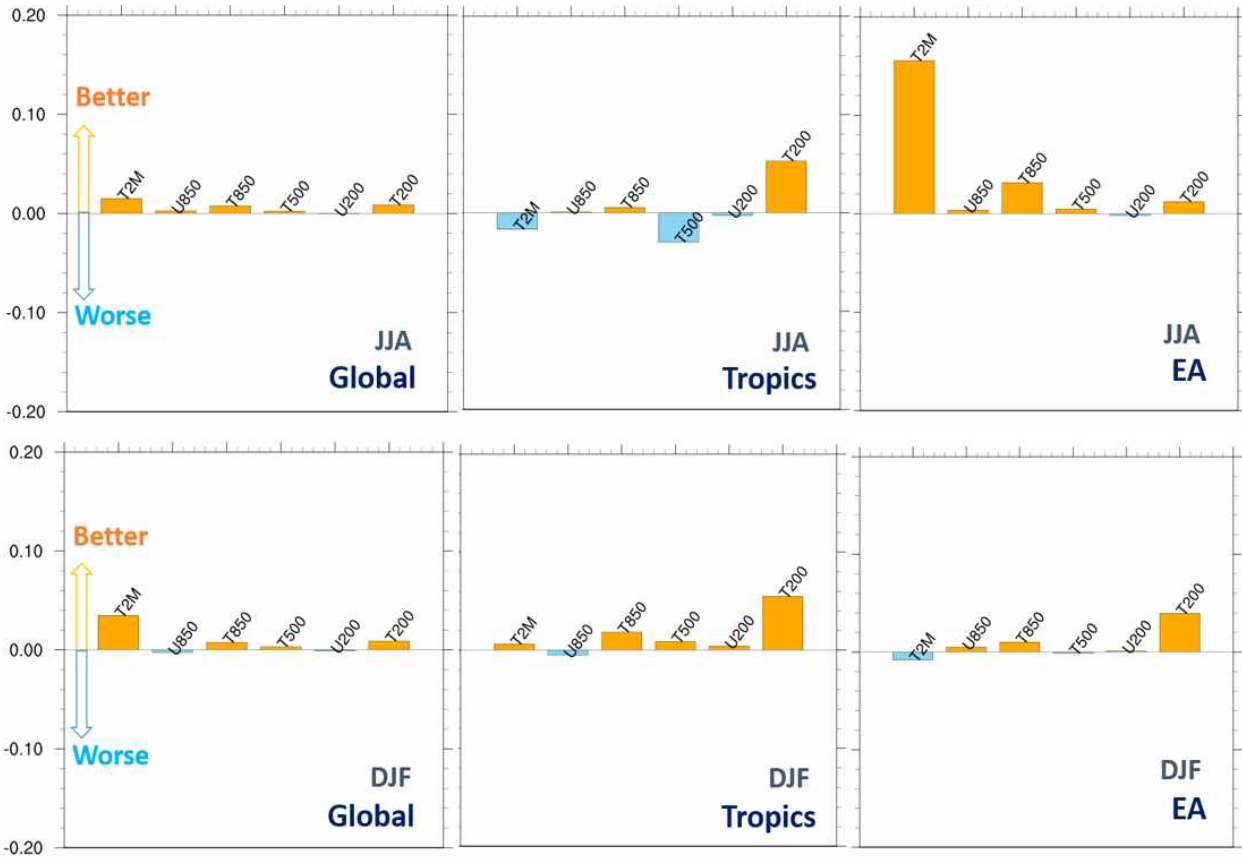 0.20
0.10
0.00
-0.10
-0.20
Better
Worse
T2M
U850
T850
T500
U200
T200
JJA
Global
T2M
U850
T850
T500
U200
T200
JJA
Tropics
T2M
U850
T850
T500
U200
T200
JJA
EA
0.20
0.10
0.00
-0.10
-0.20
Better
Worse
T2M
U850
T850
T500
U200
T200
DJF
Global
T2M
U850
T850
T500
U200
T200
DJF
Tropics
T2M
U850
T850
T500
U200
T200
DJF
EA